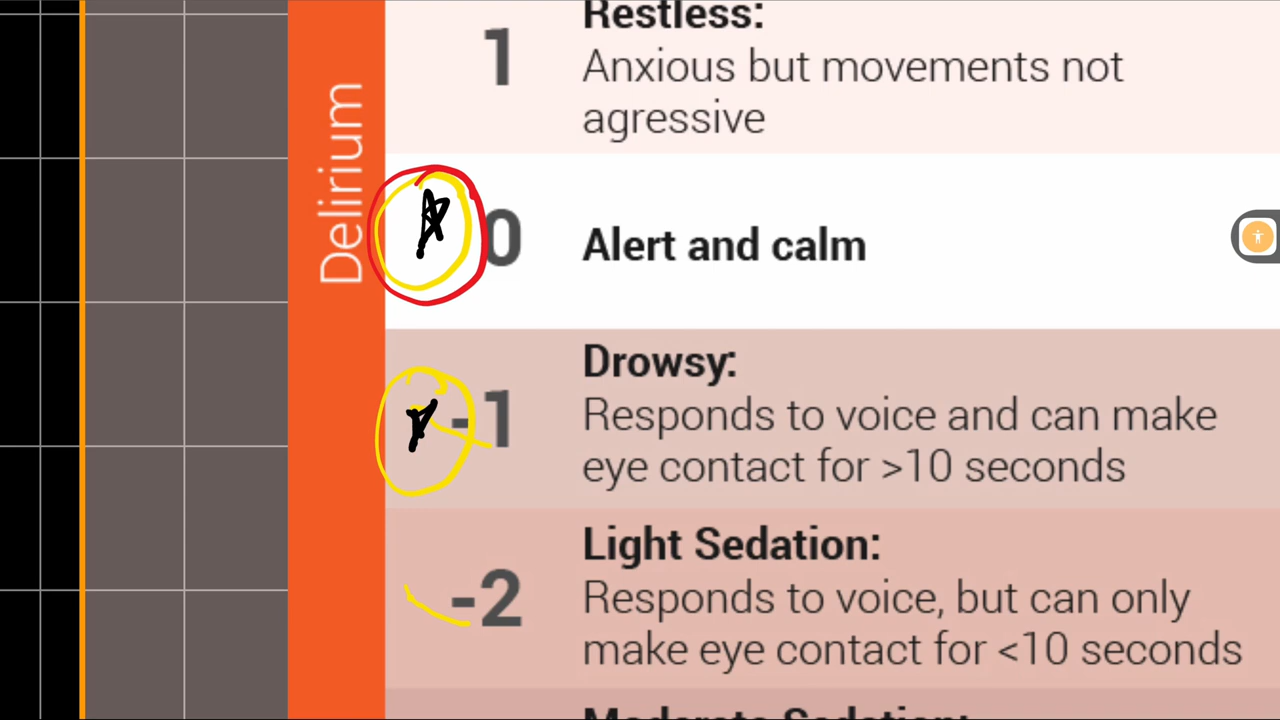 Delirium
Restless:
1
Anxious but movements not
agressive
0
Alert and calm
Drowsy:
-1
Responds to voice and can make
eye contact for >10 seconds
Light Sedation:
-2
Responds to voice, but can only
make eye contact for <10 seconds
Moderate Sedation: